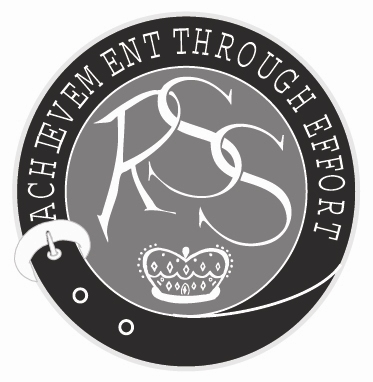 ACHIEVEMENT THROUGH EFFORT
RSS